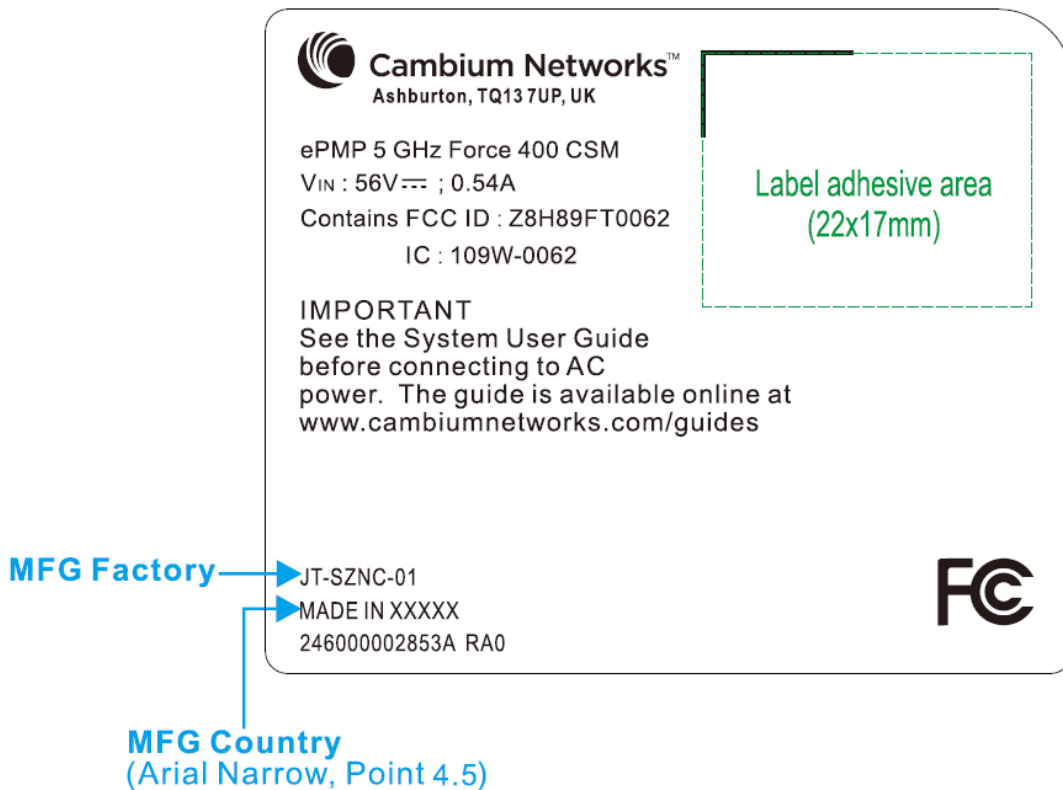 Cambium Networks™
Ashburton, TQ13 7UP, UK
ePMP 5 GHz Force 400 CSM
VIN : 56V⎓ ; 0.54A
Contains FCC ID : Z8H89FT0062
IC : 109W-0062
Label adhesive area
(22x17mm)
IMPORTANT
See the System User Guide
before connecting to AC
power. The guide is available online at
www.cambiumnetworks.com/guides
MFG Factory
JT-SZNC-01
MADE IN XXXXX
246000002853A RA0
FC
MFG Country
(Arial Narrow, Point 4.5)